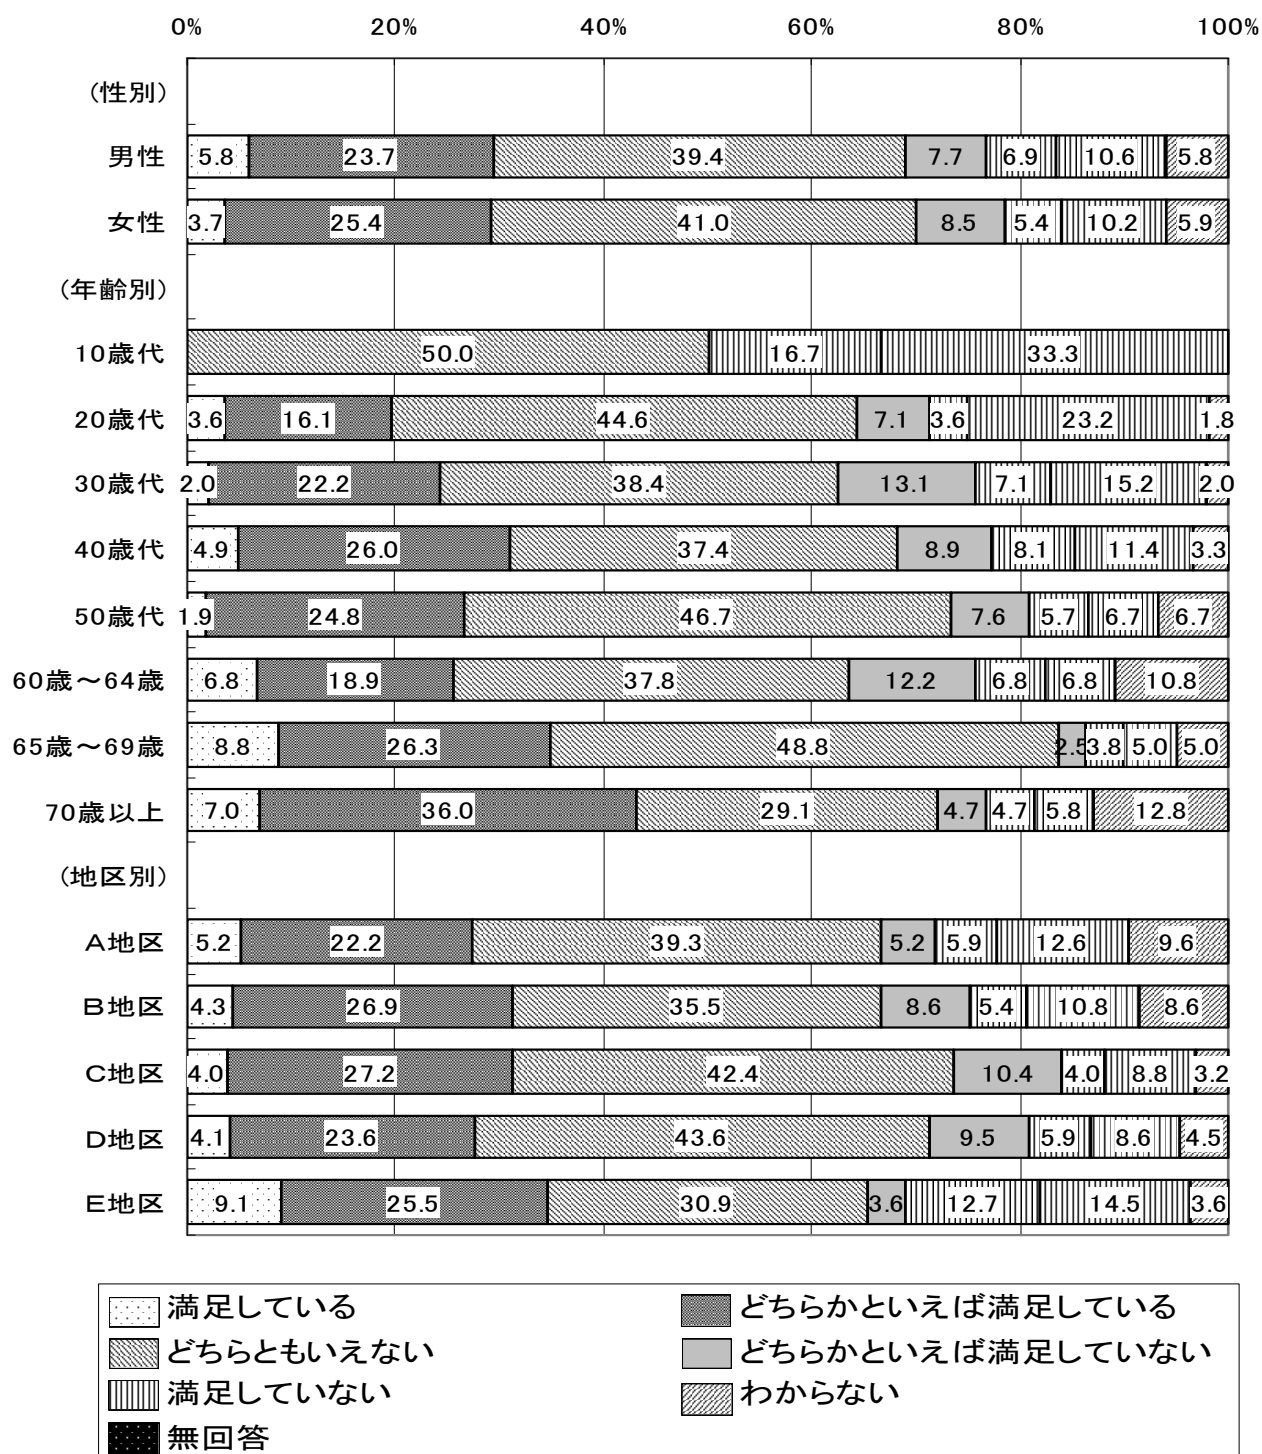 0% 20% 40% 60% 80% 100%
(性別)
男性 5.8 23.7 39.4 7.7 6.9 10.6 5.8
女性 3.7 25.4 41.0 8.5 5.4 10.2 5.9
(年齢別)
10歳代 50.0 16.7 33.3
20歳代 3.6 16.1 44.6 7.1 3.6 23.2 1.8
30歳代 2.0 22.2 38.4 13.1 7.1 15.2 2.0
40歳代 4.9 26.0 37.4 8.9 8.1 11.4 3.3
50歳代 1.9 24.8 46.7 7.6 5.7 6.7 6.7
60歳～64歳 6.8 18.9 37.8 12.2 6.8 6.8 10.8
65歳～69歳 8.8 26.3 48.8 2.5 3.8 5.0 5.0
70歳以上 7.0 36.0 29.1 4.7 4.7 5.8 12.8
(地区別)
A地区 5.2 22.2 39.3 5.2 5.9 12.6 9.6
B地区 4.3 26.9 35.5 8.6 5.4 10.8 8.6
C地区 4.0 27.2 42.4 10.4 4.0 8.8 3.2
D地区 4.1 23.6 43.6 9.5 5.9 8.6 4.5
E地区 9.1 25.5 30.9 3.6 12.7 14.5 3.6
満足している どちらかといえば満足している
どちらともいえない どちらかといえば満足していない
満足していない わからない
無回答